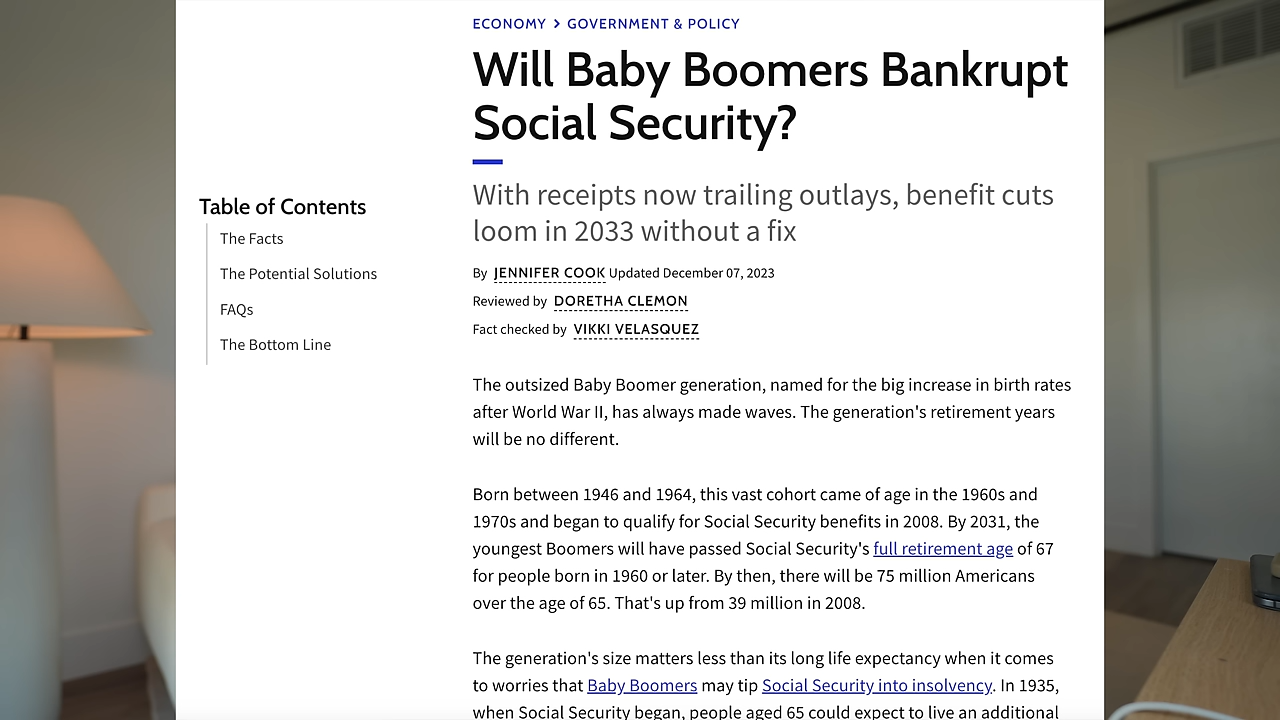 ECONOMY > GOVERNMENT & POLICY
Will Baby Boomers Bankrupt
Social Security?
With receipts now trailing outlays, benefit cuts
loom in 2033 without a fix
By JENNIFER COOK Updated December 07, 2023
Reviewed by DORETHA CLEMON
Fact checked by VIKKI VELASQUEZ
Table of Contents
The Facts
The Potential Solutions
FAQs
The Bottom Line
The outsized Baby Boomer generation, named for the big increase in birth rates
after World War II, has always made waves. The generation's retirement years
will be no different.
Born between 1946 and 1964, this vast cohort came of age in the 1960s and
1970s and began to qualify for Social Security benefits in 2008. By 2031, the
youngest Boomers will have passed Social Security's full retirement age of 67
for people born in 1960 or later. By then, there will be 75 million Americans
over the age of 65. That's up from 39 million in 2008.
The generation's size matters less than its long life expectancy when it comes
to worries that Baby Boomers may tip Social Security into insolvency. In 1935,
when Social Security began, people aged 65 could expect to live an additional